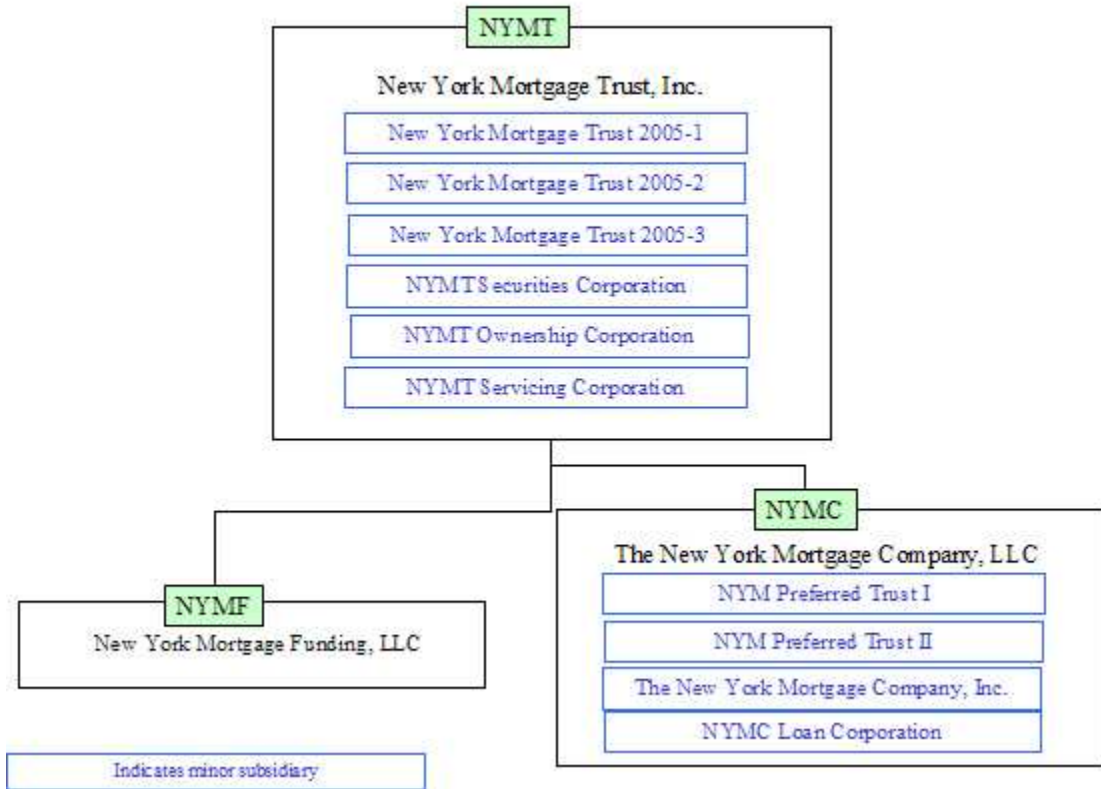 NYMT
New York Mortgage Trust, Inc.
New York Mortgage Trust 2005-1
New York Mortgage Trust 2005-2
New York Mortgage Trust 2005-3
NYMT Securities Corporation
NYMT Ownership Corporation
NYMT Servicing Corporation
NYMC
The New York Mortgage Company, LLC
NYM Preferred Trust I
NYM Preferred Trust II
The New York Mortgage Company, Inc.
NYMC Loan Corporation
NYMF
New York Mortgage Funding, LLC
Indicates minor subsidiary